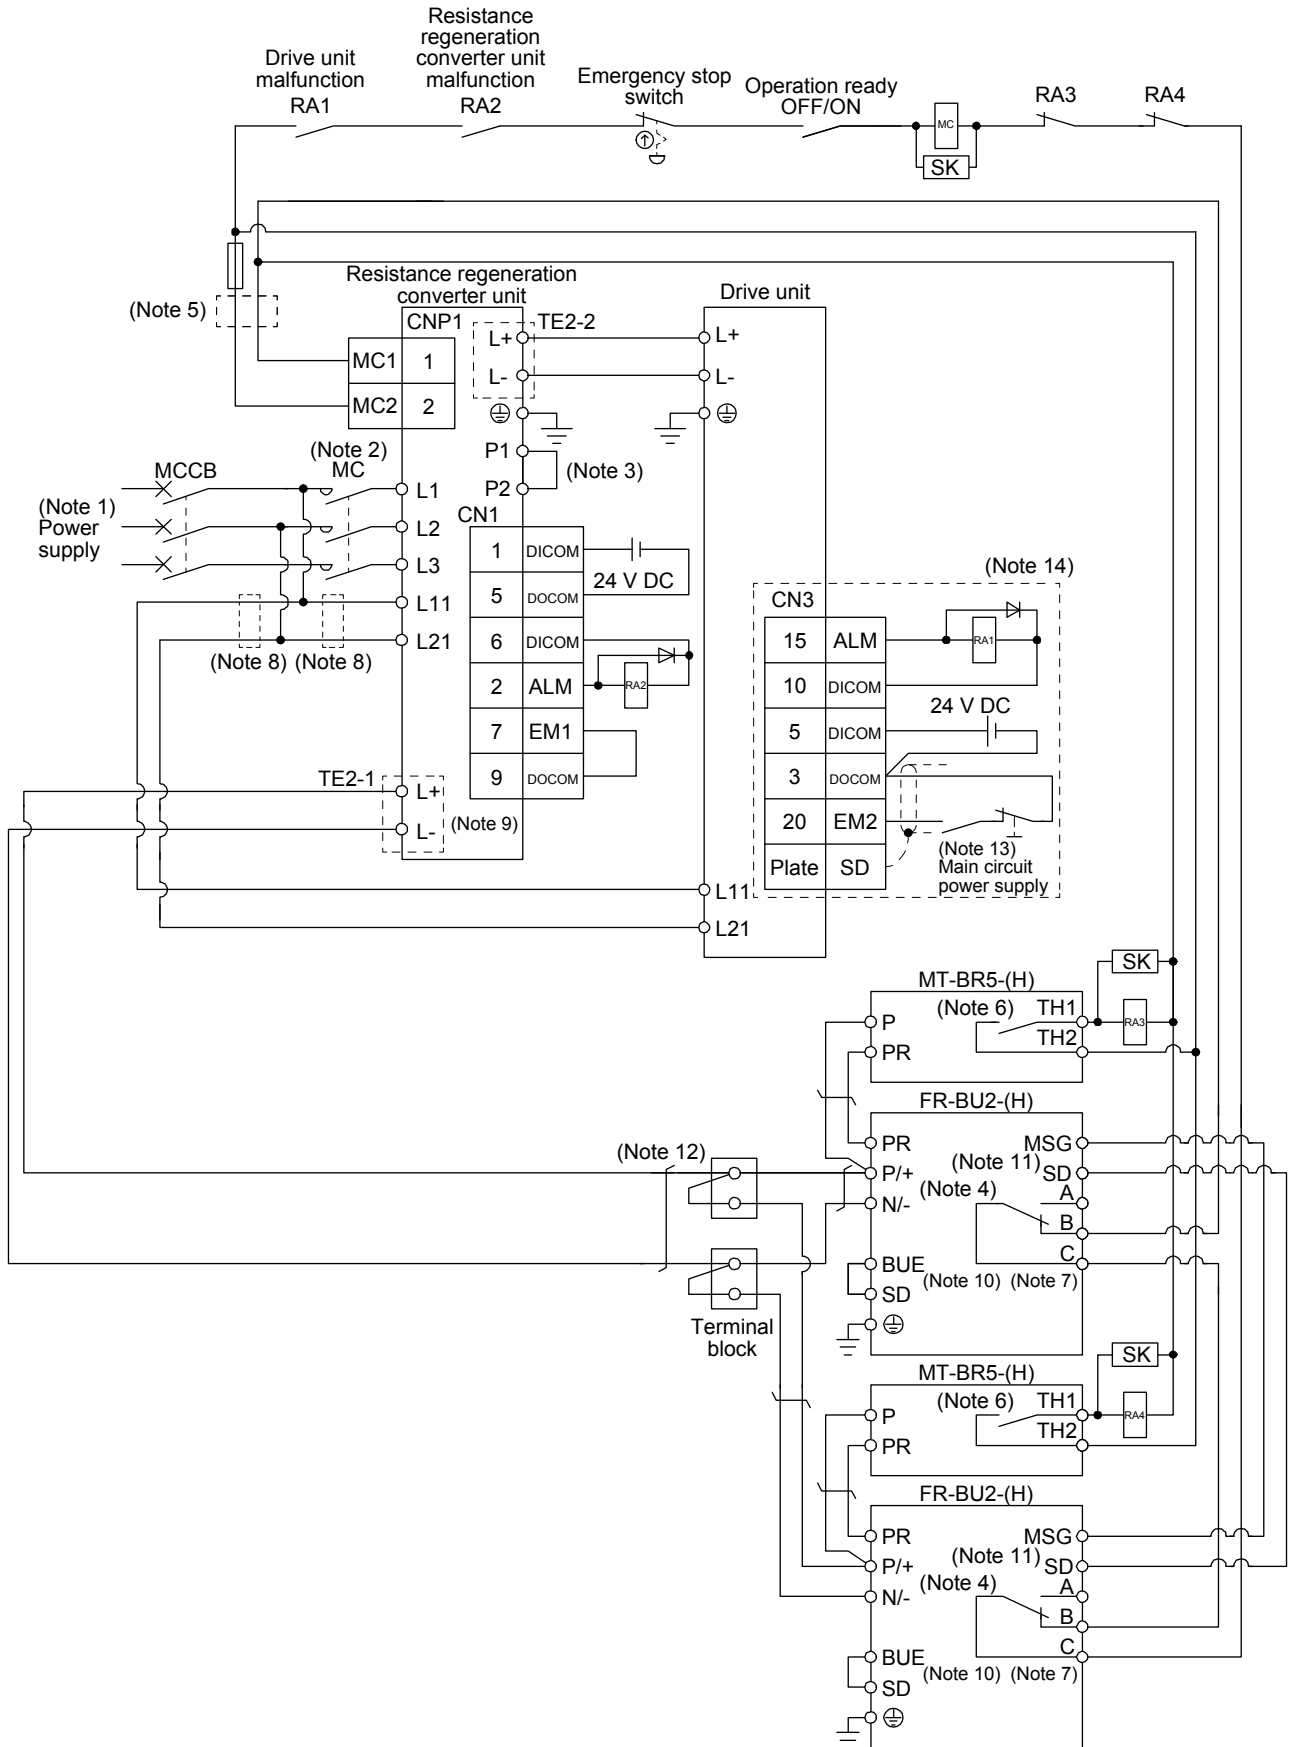 Resistance
regeneration
converter unit
malfunction
RA2
Drive unit
malfunction
RA1
Emergency stop
switch
Operation ready
OFF/ON
MC
SK
RA3
RA4
(Note 5)
Resistance regeneration
converter unit
CNP1
MC1 1
MC2 2
L+
L-
TE2-2
P1
P2
(Note 3)
Drive unit
L+
L-
(Note 1)
Power
supply
MCCB
(Note 2)
MC
L1
L2
L3
L11
L21
(Note 8) (Note 8)
CN1
1 DICOM
5 DOCOM
6 DICOM
2 ALM
7 EM1
9 DOCOM
24 V DC
RA2
TE2-1
L+
L-
(Note 9)
(Note 14)
CN3
15 ALM
10 DICOM
5 DICOM
3 DOCOM
20 EM2
Plate SD
RA1
24 V DC
(Note 13)
Main circuit
power supply
L11
L21
MT-BR5-(H)
P
PR
(Note 6)
TH1
TH2
SK
RA3
FR-BU2-(H)
PR
P/+
N/-
BUE
SD
MSG
(Note 11)
SD
(Note 4)
A
B
C
(Note 10) (Note 7)
(Note 12)
Terminal
block
MT-BR5-(H)
P
PR
(Note 6)
TH1
TH2
SK
RA4
FR-BU2-(H)
PR
P/+
N/-
BUE
SD
MSG
(Note 11)
SD
(Note 4)
A
B
C
(Note 10) (Note 7)